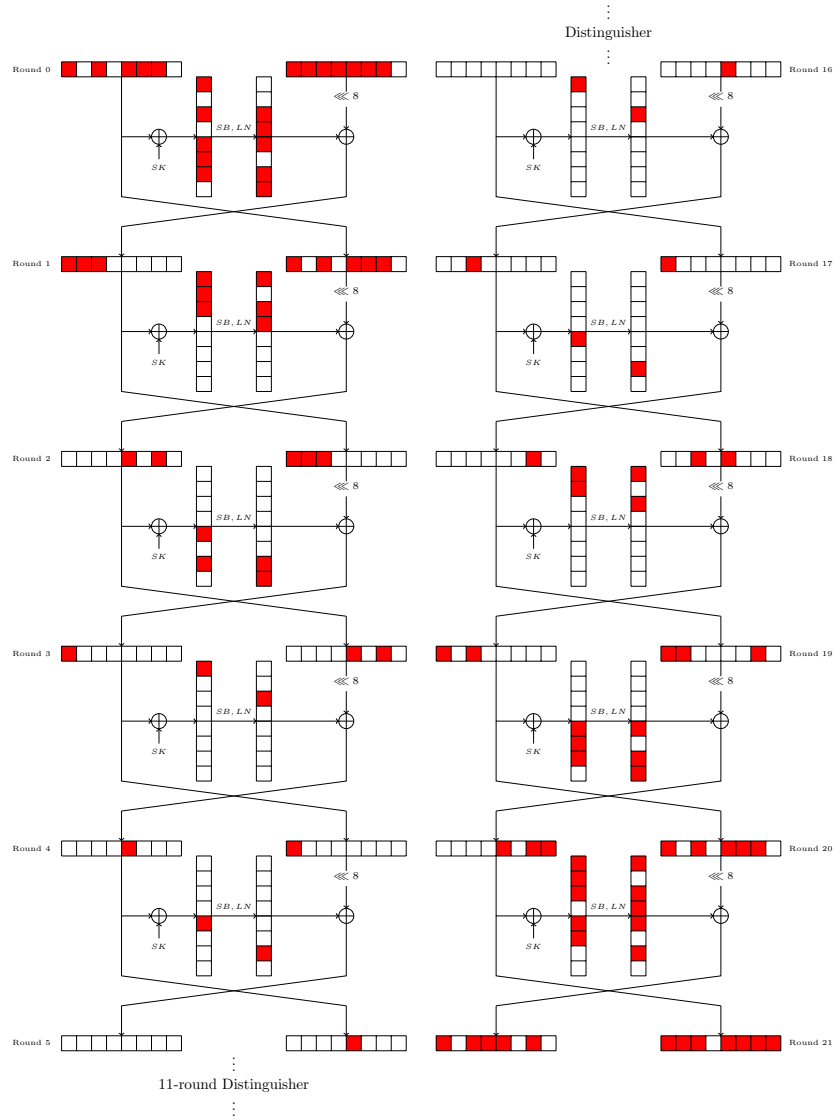 ⋮
Distinguisher
⋮
Round 0
⋘ 8
SB, LN
SK
Round 16
⋘ 8
SB, LN
SK
Round 1
⋘ 8
SB, LN
SK
Round 17
⋘ 8
SB, LN
SK
Round 2
⋘ 8
SB, LN
SK
Round 18
⋘ 8
SB, LN
SK
Round 3
⋘ 8
SB, LN
SK
Round 19
⋘ 8
SB, LN
SK
Round 4
⋘ 8
SB, LN
SK
Round 20
⋘ 8
SB, LN
SK
Round 5
Round 21
⋮
11-round Distinguisher
⋮